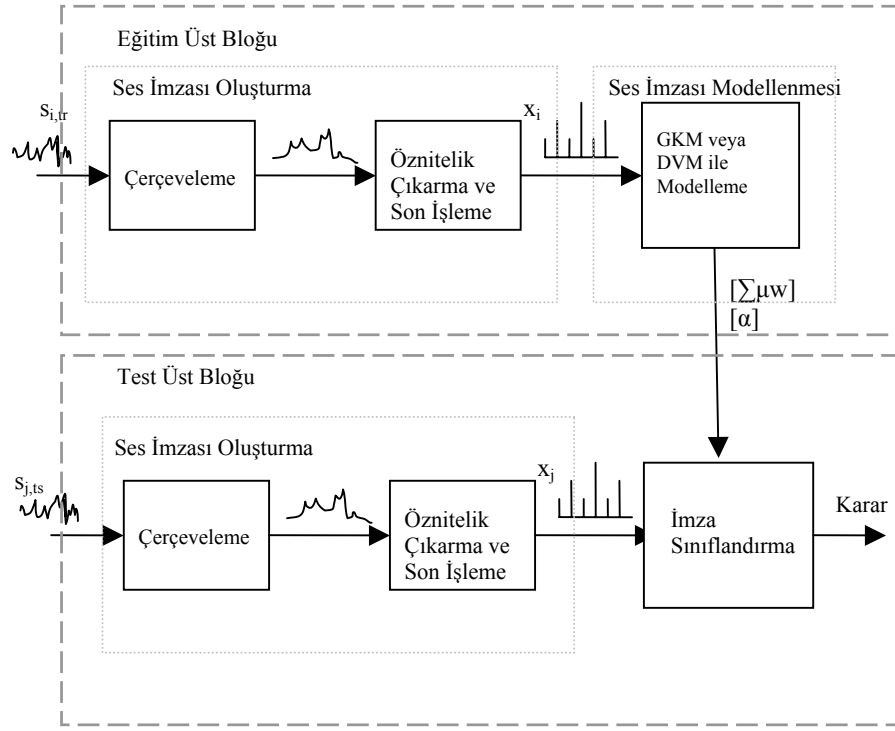 Eğitim Üst Bloğu
Ses İmzası Oluşturma
Ses İmzası Modellenmesi
s_i,tr
x_i
Çerçeveleme
Öznitelik
Çıkarma ve
Son İşleme
GKM veya
DVM ile
Modelleme
[∑μw]
[α]
Test Üst Bloğu
Ses İmzası Oluşturma
s_j,ts
x_j
Çerçeveleme
Öznitelik
Çıkarma ve
Son İşleme
İmza
Sınıflandırma
Karar